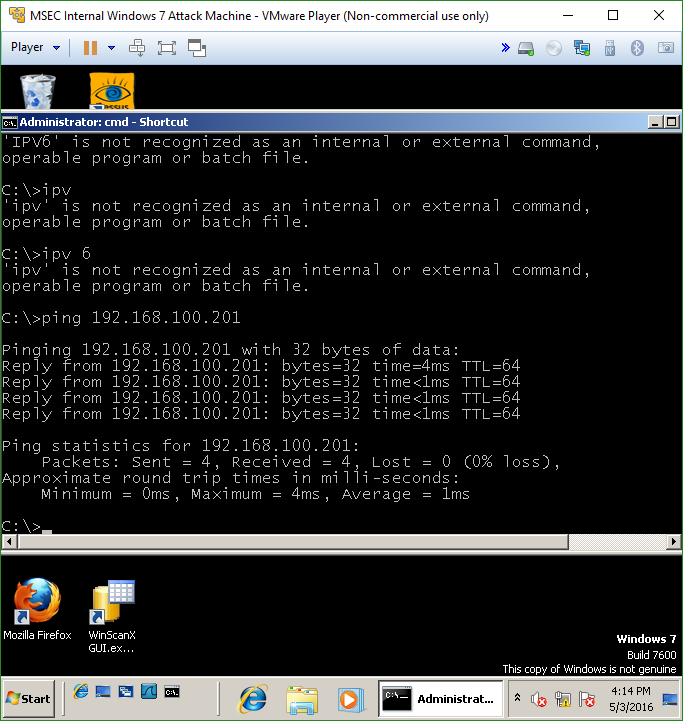 MSEC Internal Windows 7 Attack Machine - VMware Player (Non-commercial use only)
Player
Administrator: cmd - Shortcut
'IPV6' is not recognized as an internal or external command,
operable program or batch file.
C:\>ipv
'ipv' is not recognized as an internal or external command,
operable program or batch file.
C:\>ipv 6
'ipv' is not recognized as an internal or external command,
operable program or batch file.
C:\>ping 192.168.100.201
Pinging 192.168.100.201 with 32 bytes of data:
Reply from 192.168.100.201: bytes=32 time=4ms TTL=64
Reply from 192.168.100.201: bytes=32 time<1ms TTL=64
Reply from 192.168.100.201: bytes=32 time<1ms TTL=64
Reply from 192.168.100.201: bytes=32 time<1ms TTL=64
Ping statistics for 192.168.100.201:
Packets: Sent = 4, Received = 4, Lost = 0 (0% loss),
Approximate round trip times in milli-seconds:
Minimum = 0ms, Maximum = 4ms, Average = 1ms
C:\>_
Mozilla Firefox
WinScanX
GUI.ex...
Windows 7
Build 7600
This copy of Windows is not genuine
Start
Administrat...
4:14 PM
5/3/2016